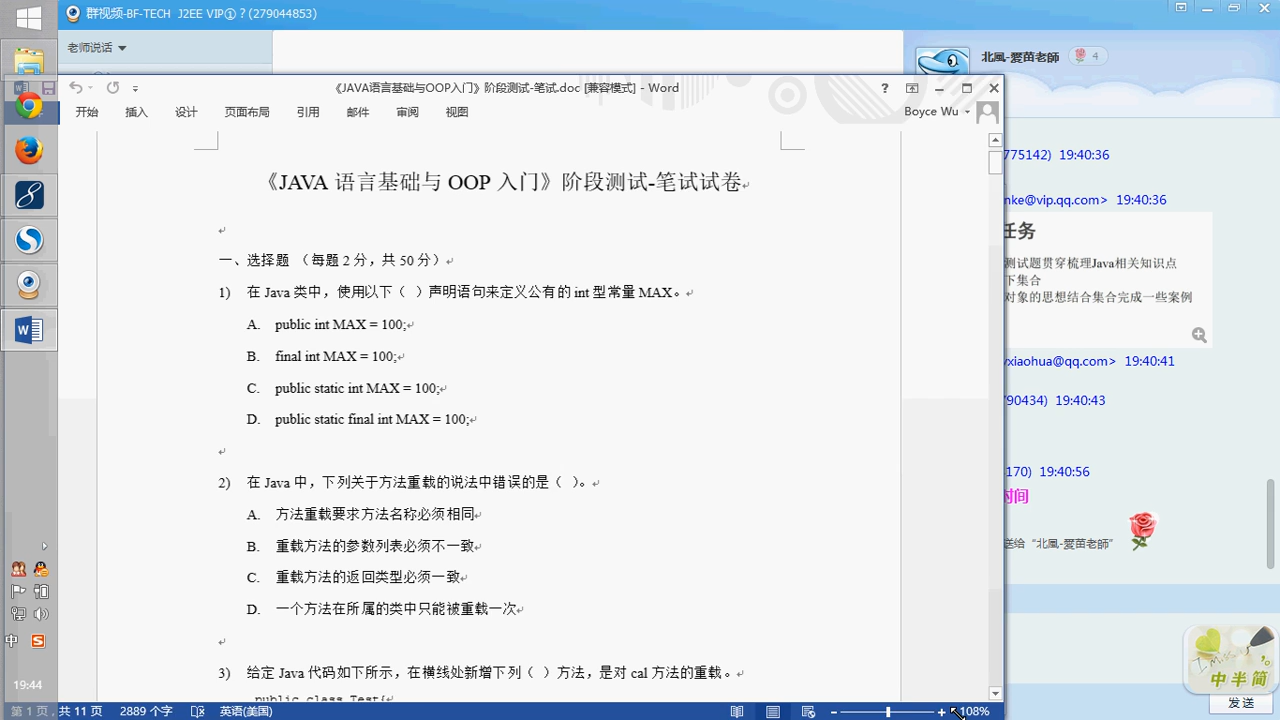 群视频-BF-TECH J2EE VIP①？(279044853)
老师说话
北風-愛苗老師
4
《JAVA语言基础与OOP入门》阶段测试-笔试.doc [兼容模式] - Word
开始 插入 设计 页面布局 引用 邮件 审阅 视图
Boyce Wu
《JAVA 语言基础与 OOP 入门》阶段测试-笔试试卷
一、选择题 （每题 2 分，共 50 分）
1) 在 Java 类中，使用以下（ ）声明语句来定义公有的 int 型常量 MAX。
A. public int MAX = 100;
B. final int MAX = 100;
C. public static int MAX = 100;
D. public static final int MAX = 100;
2) 在 Java 中，下列关于方法重载的说法中错误的是（ ）。
A. 方法重载要求方法名称必须相同
B. 重载方法的参数列表必须不一致
C. 重载方法的返回类型必须一致
D. 一个方法在所属的类中只能被重载一次
3) 给定 Java 代码如下所示，在横线处新增下列（ ）方法，是对 cal 方法的重载。
public class Test{
775142) 19:40:36
nke@vip.qq.com> 19:40:36
任务
测试题贯穿梳理Java相关知识点
下集合
对象的思想结合集合完成一些案例
xiaohua@qq.com> 19:40:41
790434) 19:40:43
170) 19:40:56
时间
送给“北風-愛苗老師”
中半简
发送
中
19:44
第 1 页，共 11 页 2889 个字 英语(美国)
108%